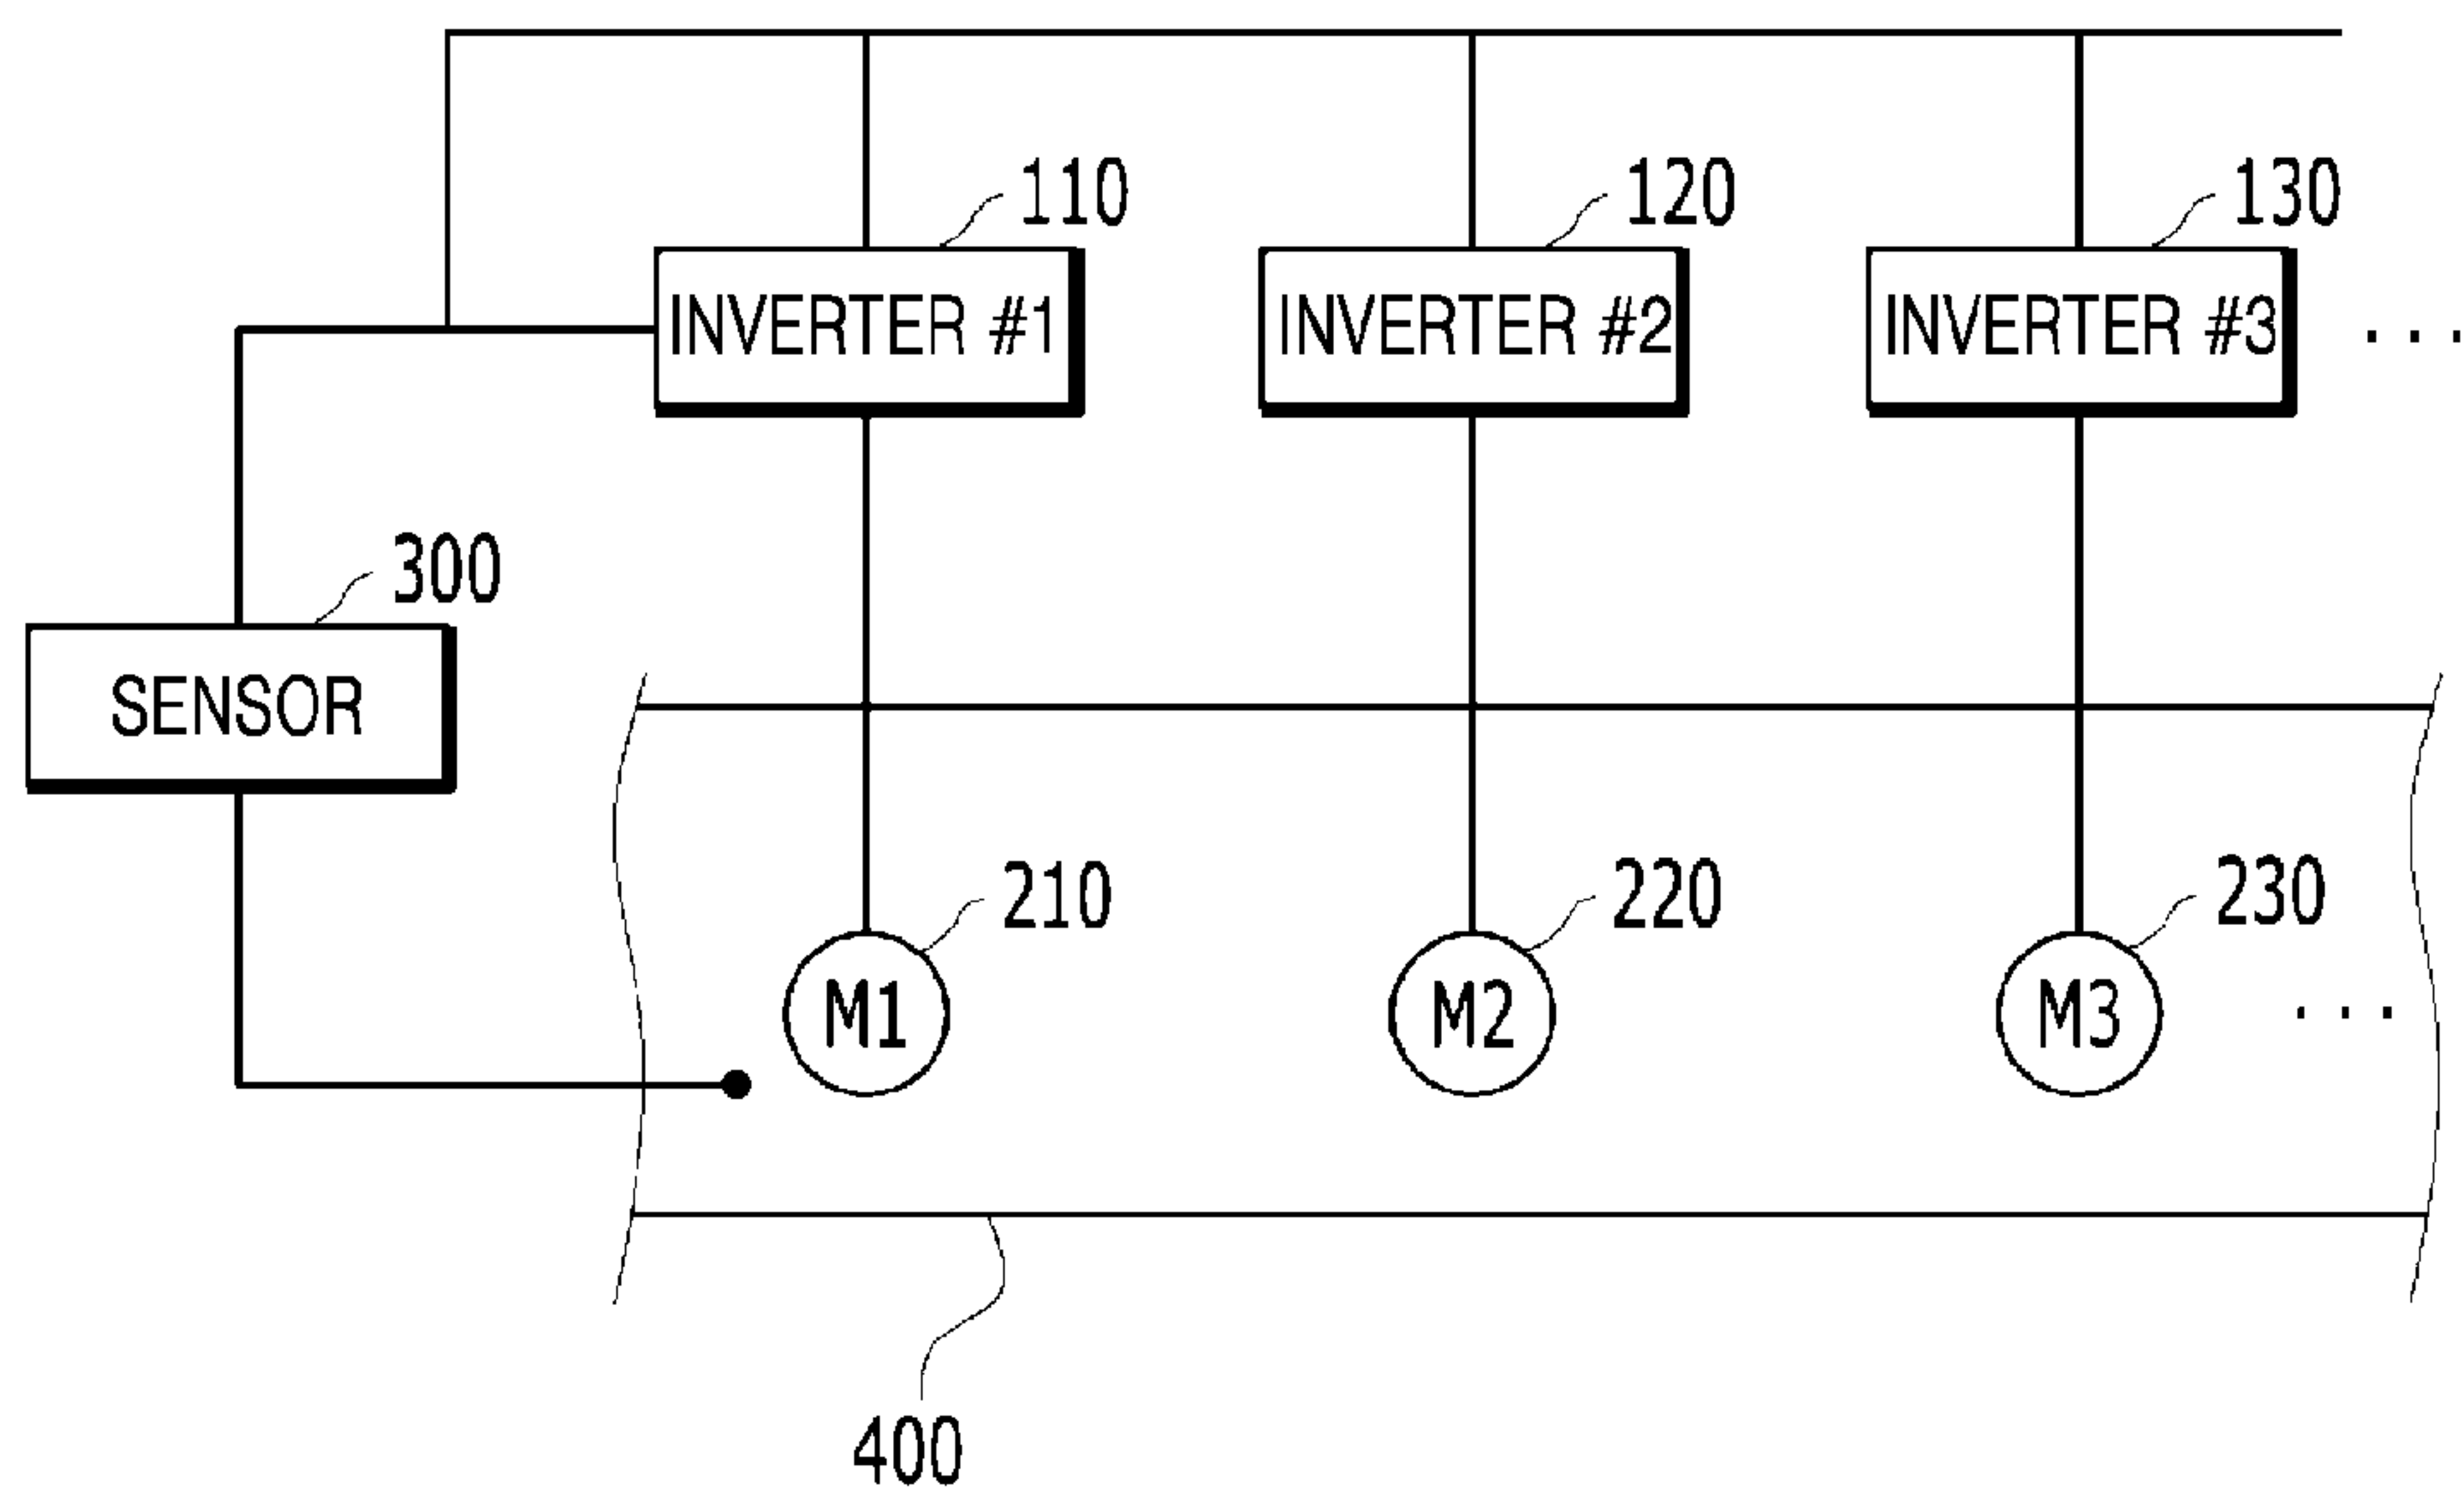 110 120 130
INVERTER #1 INVERTER #2 INVERTER #3 ...
300
SENSOR
210 220 230
M1 M2 M3 ...
400